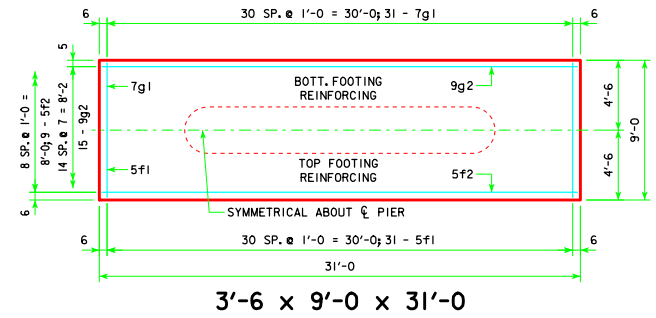 6 30 SP. @ 1'-0 = 30'-0; 31 - 7g1 6
5
7g1
BOTT. FOOTING
REINFORCING
9g2
8 SP. @ 1'-0 =
8'-0; 9 - 5f2
14 SP. @ 7 = 8'-2
15 - 9g2
4'-6
9'-0
4'-6
5f1
TOP FOOTING
REINFORCING
5f2
6
SYMMETRICAL ABOUT ℄ PIER
6 30 SP. @ 1'-0 = 30'-0; 31 - 5f1 6
31'-0
3'-6 x 9'-0 x 31'-0